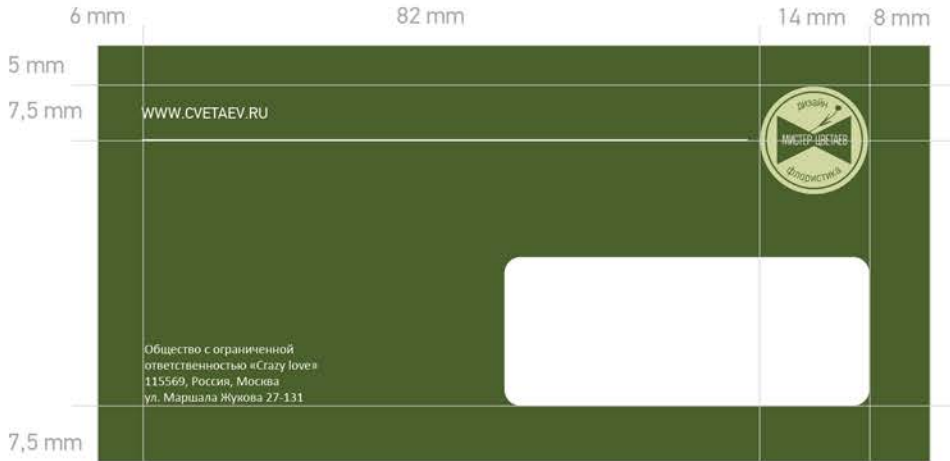 6 mm
82 mm
14 mm
8 mm
5 mm
7,5 mm
WWW.CVETAEV.RU
дизайн
МИСТЕР ЦВЕТАЕВ
флористика
Общество с ограниченной
ответственностью «Crazy love»
115569, Россия, Москва
ул. Маршала Жукова 27-131
7,5 mm